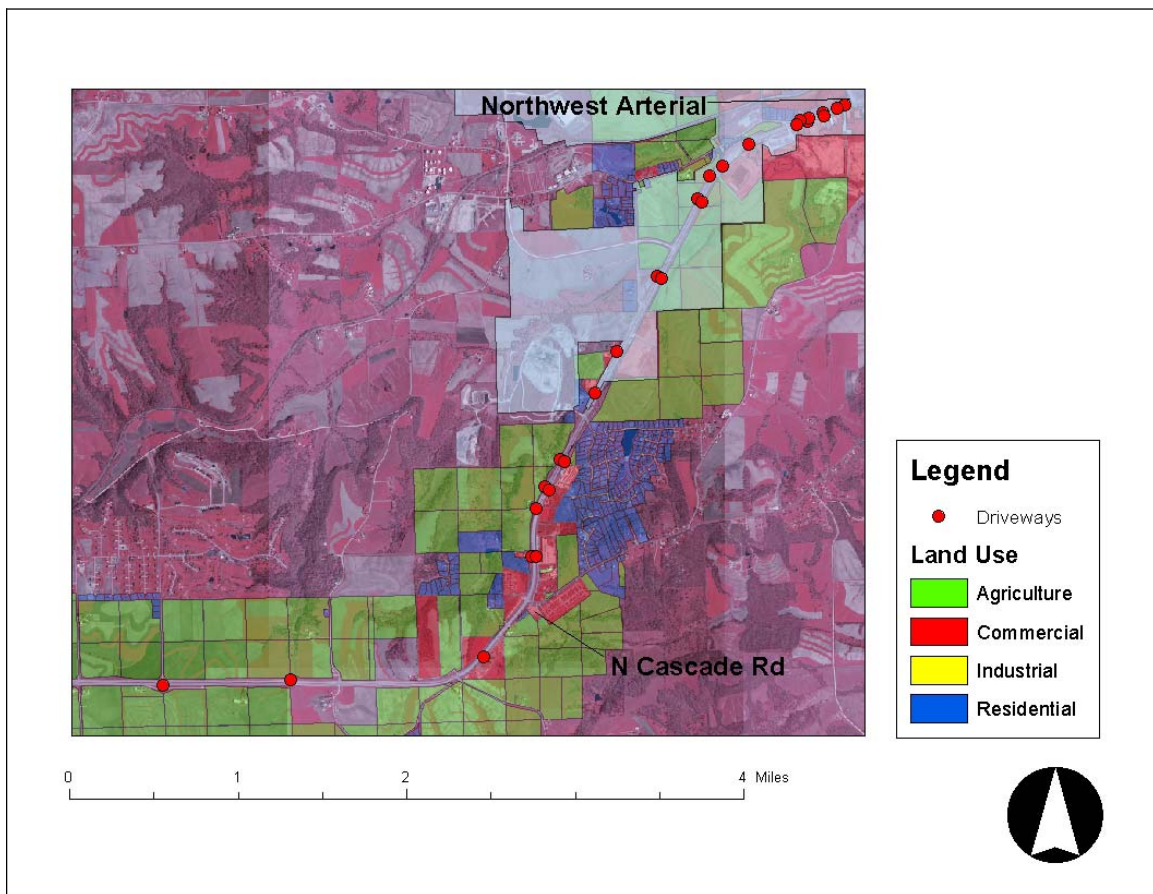 Northwest Arterial
N Cascade Rd
Legend
Driveways
Land Use
Agriculture
Commercial
Industrial
Residential
0 1 2 4 Miles